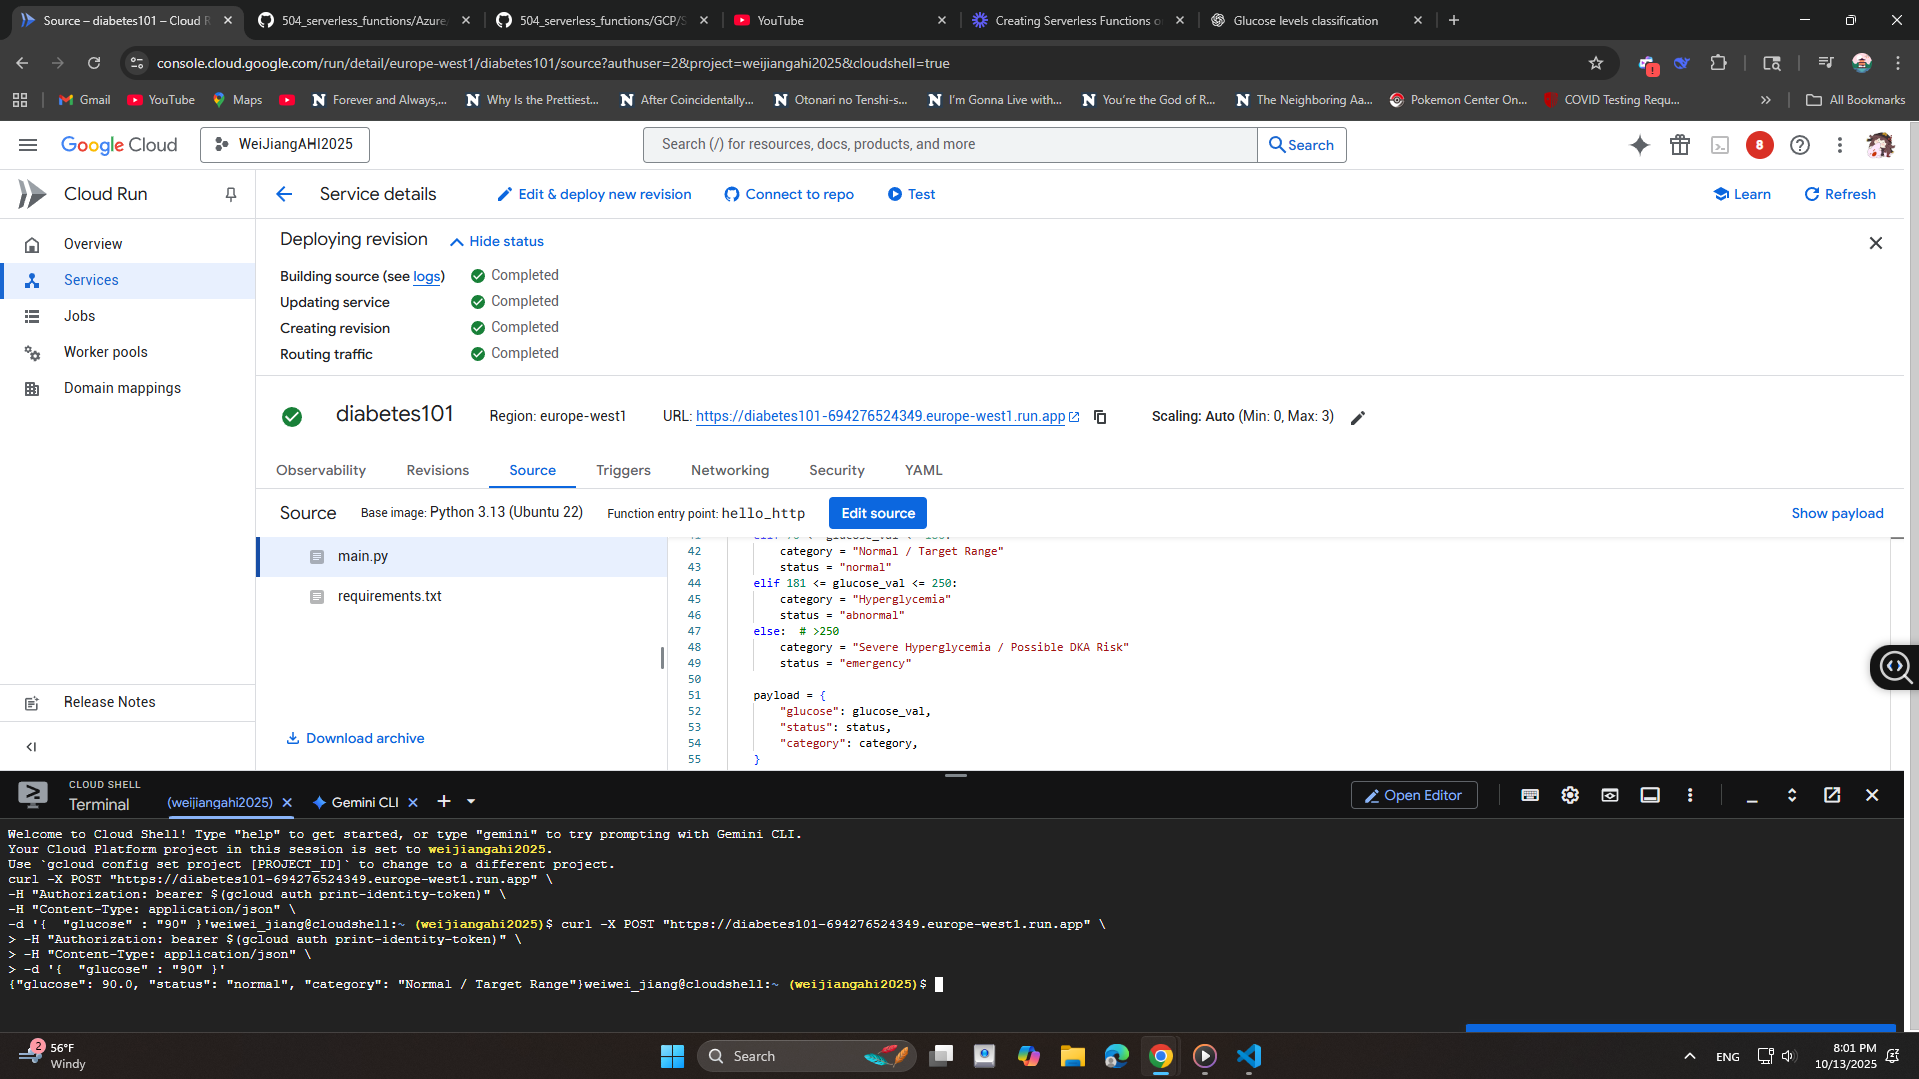 Source – diabetes101 – Cloud R
504_serverless_functions/Azure/
504_serverless_functions/GCP/S
YouTube
Creating Serverless Functions o
Glucose levels classification
console.cloud.google.com/run/detail/europe-west1/diabetes101/source?authuser=2&project=weijiangahi2025&cloudshell=true
Gmail
YouTube
Maps
Forever and Always,...
Why Is the Prettiest...
After Coincidentally...
Otonari no Tenshi-s...
I'm Gonna Live with...
You're the God of R...
The Neighboring Aa...
Pokemon Center On...
COVID Testing Requ...
All Bookmarks
Google Cloud
WeiJiangAHI2025
Search (/) for resources, docs, products, and more
Search
8
Cloud Run
Service details
Edit & deploy new revision
Connect to repo
Test
Learn
Refresh
Overview
Services
Jobs
Worker pools
Domain mappings
Release Notes
Deploying revision
Hide status
Building source (see logs) Completed
Updating service Completed
Creating revision Completed
Routing traffic Completed
diabetes101
Region: europe-west1
URL: https://diabetes101-694276524349.europe-west1.run.app
Scaling: Auto (Min: 0, Max: 3)
Observability
Revisions
Source
Triggers
Networking
Security
YAML
Source
Base image: Python 3.13 (Ubuntu 22)
Function entry point: hello_http
Edit source
Show payload
main.py
requirements.txt
Download archive
42 category = "Normal / Target Range"
43 status = "normal"
44 elif 181 <= glucose_val <= 250:
45 category = "Hyperglycemia"
46 status = "abnormal"
47 else:  # >250
48 category = "Severe Hyperglycemia / Possible DKA Risk"
49 status = "emergency"
50
51 payload = {
52 "glucose": glucose_val,
53 "status": status,
54 "category": category,
55 }
CLOUD SHELL
Terminal
(weijiangahi2025)
Gemini CLI
Open Editor
Welcome to Cloud Shell! Type "help" to get started, or type "gemini" to try prompting with Gemini CLI.
Your Cloud Platform project in this session is set to weijiangahi2025.
Use `gcloud config set project [PROJECT_ID]` to change to a different project.
curl -X POST "https://diabetes101-694276524349.europe-west1.run.app" \
-H "Authorization: bearer $(gcloud auth print-identity-token)" \
-H "Content-Type: application/json" \
-d '{  "glucose" : "90" }'weiwei_jiang@cloudshell:~ (weijiangahi2025)$ curl -X POST "https://diabetes101-694276524349.europe-west1.run.app" \
> -H "Authorization: bearer $(gcloud auth print-identity-token)" \
> -H "Content-Type: application/json" \
> -d '{  "glucose" : "90" }'
{"glucose": 90.0, "status": "normal", "category": "Normal / Target Range"}weiwei_jiang@cloudshell:~ (weijiangahi2025)$
2
56°F
Windy
Search
ENG
8:01 PM
10/13/2025